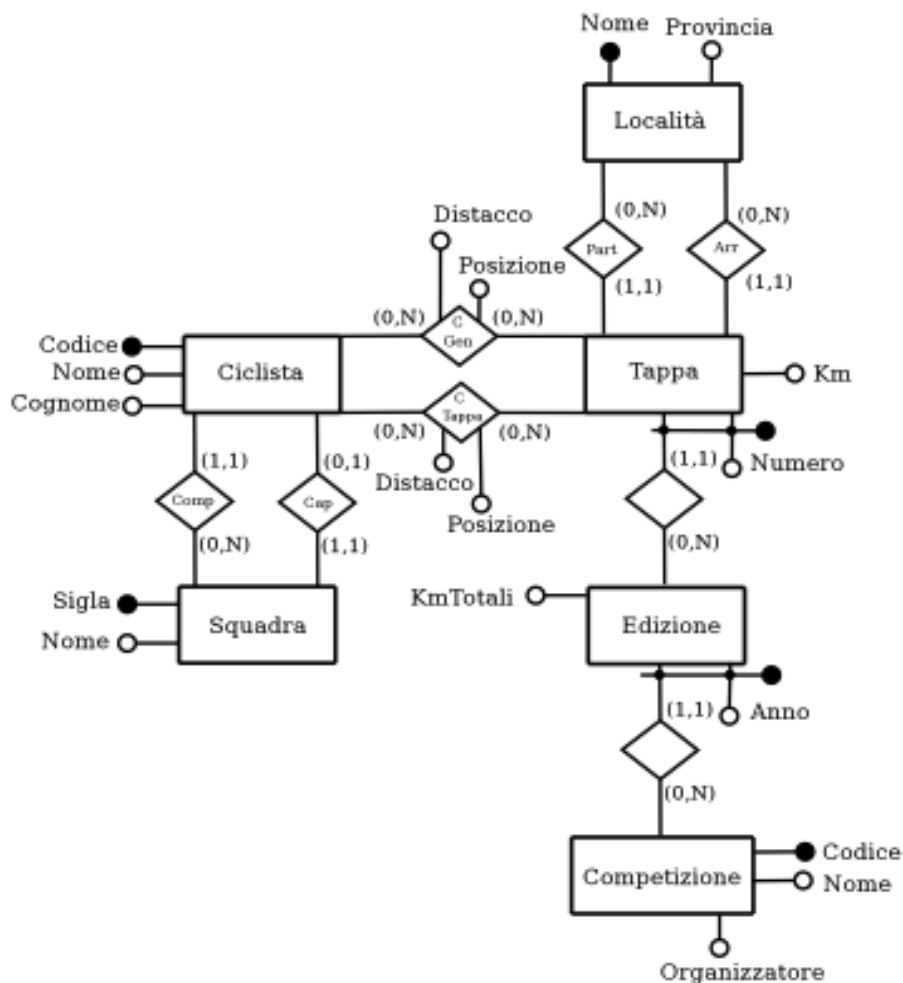 Nome
Provincia
Località
Distacco
(0,N)
(0,N)
Part
Arr
Posizione
(1,1)
(1,1)
(0,N)
C
Gen
(0,N)
Codice
Nome
Cognome
Ciclista
Tappa
Km
(0,N)
C
Tappa
(0,N)
(1,1)
(0,1)
Distacco
(1,1)
Numero
Comp
Cap
Posizione
(0,N)
(1,1)
(0,N)
Sigla
Nome
Squadra
KmTotali
Edizione
(1,1)
Anno
(0,N)
Competizione
Codice
Nome
Organizzatore